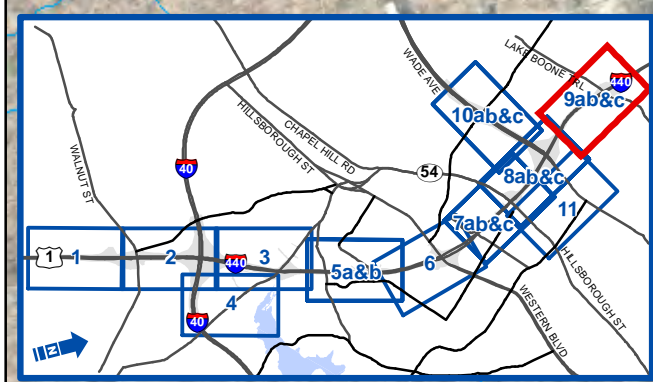 LAKE BOONE TRL
WADE AVE
440
9ab&c
10ab&c
HILLSBOROUGH ST
CHAPEL HILL RD
WALNUT ST
40
54
8ab&c
11
7ab&c
1
1
2
440
3
5a&b
6
HILLSBOROUGH ST
4
40
WESTERN BLVD
N